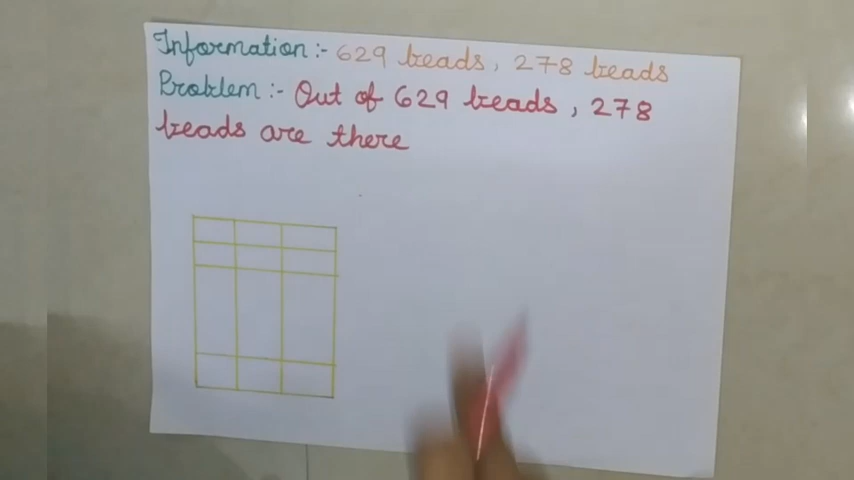 Information :- 629 beads, 278 beads
Problem :- Out of 629 beads, 278
beads are there